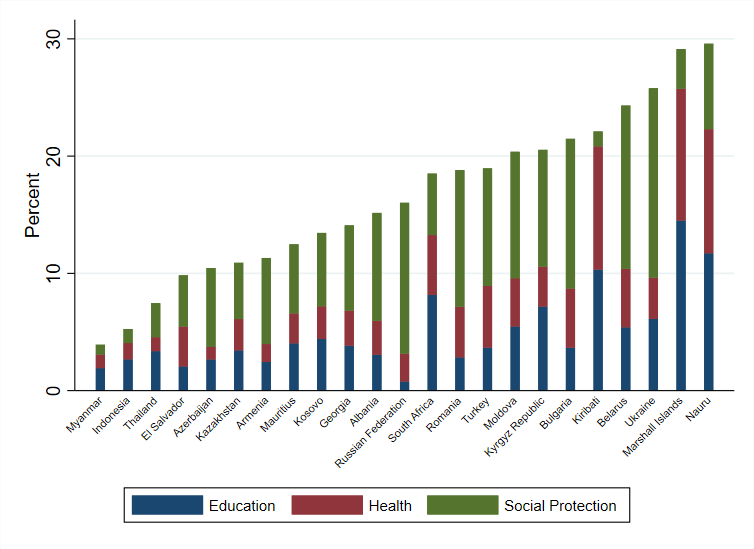 30
20
10
0
Percent
Myanmar
Indonesia
Thailand
El Salvador
Azerbaijan
Kazakhstan
Armenia
Mauritius
Kosovo
Georgia
Albania
Russian Federation
South Africa
Romania
Turkey
Moldova
Kyrgyz Republic
Bulgaria
Kiribati
Belarus
Ukraine
Marshall Islands
Nauru
Education Health Social Protection